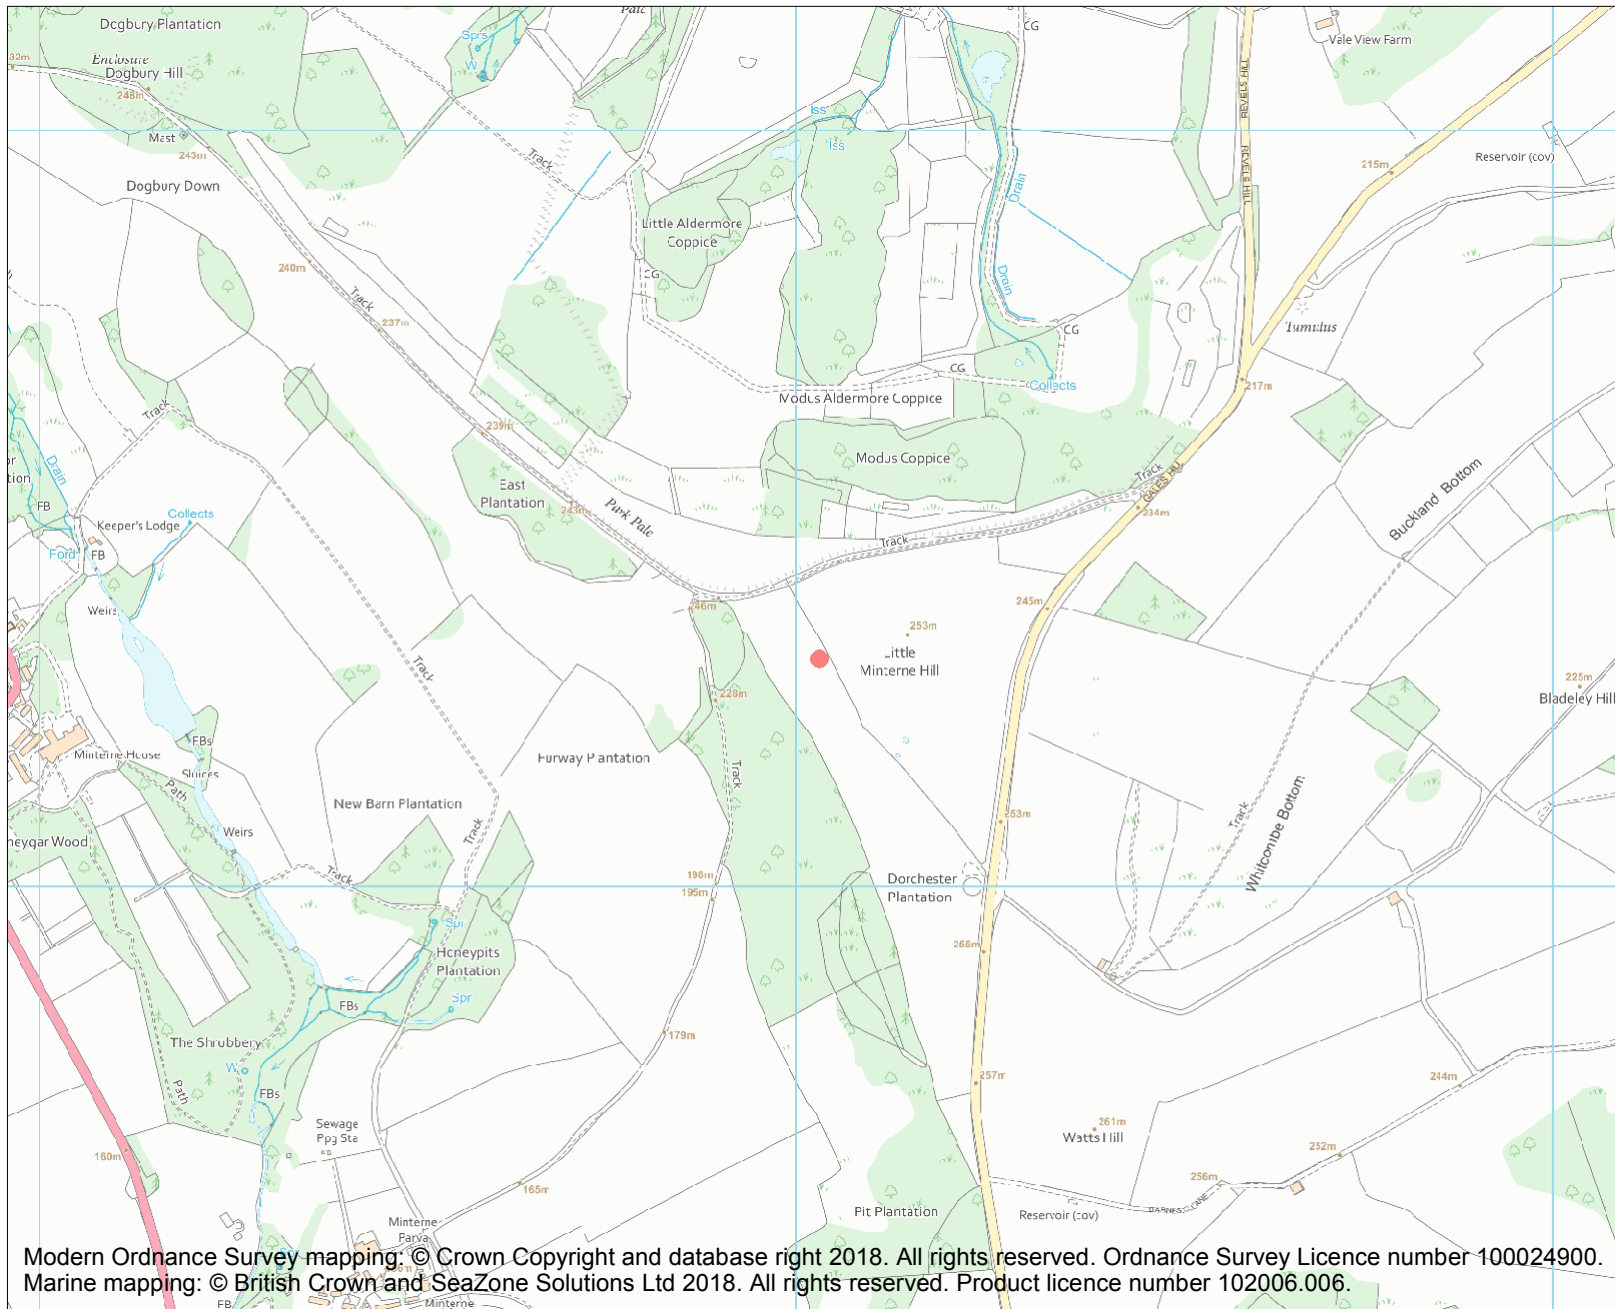 Dogbury Plantation
Pale
CG
Vale View Farm
Sprs
W
Enclosure
Dogbury Hill
248m
REVELS HILL
Mast
243m
Iss
Iss
215m
Reservoir (cov)
Track
Dogbury Down
REVELS HILL
Drain
Little Aldermore
Coppice
240m
CG
Drain
Track
237m
CG
Tumulus
CG
Collects
217m
Modus Aldermore Coppice
Track
239m
Modus Coppice
Drain
Track
East
Plantation
GALES HILL
Buckland Bottom
FB
Collects
243m
Park Pale
234m
Keeper's Lodge
Track
Ford
FB
Weirs
246m
245m
253m
Little
Minterne Hill
Track
228m
225m
Bladeley Hill
FBs
Minterne House
Sluices
Furway Plantation
Track
Path
New Barn Plantation
Weirs
Track
253m
Track
Whitcombe Bottom
Track
198m
195m
Dorchester
Plantation
Spr
Honeypits
Plantation
Spr
FBs
The Shrubbery
179m
W
Path
FBs
257m
244m
Sewage
Ppg Sta
261m
Watts Hill
252m
160m
165m
256m
BARNES LANE
Pit Plantation
Reservoir (cov)
Minterne
Parva
Modern Ordnance Survey mapping: © Crown Copyright and database right 2018. All rights reserved. Ordnance Survey Licence number 100024900.
Marine mapping: © British Crown and SeaZone Solutions Ltd 2018. All rights reserved. Product licence number 102006.006.
FB
Minterne